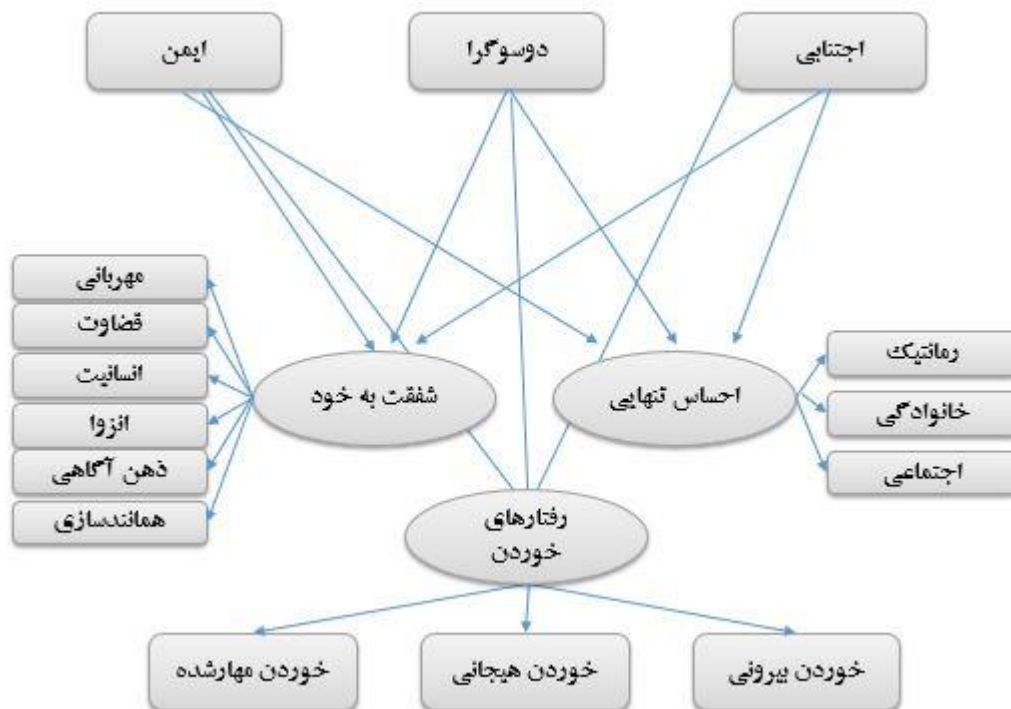 اجتنابی
دوسوگرا
ایمن
مهربانی
قضاوت
انسانیت
انزوا
ذهن آگاهی
همانندسازی
شفقت به خود
احساس تنهایی
رمانتیک
خانوادگی
اجتماعی
رفتارهای
خوردن
خوردن بیرونی
خوردن هیجانی
خوردن مهارشده